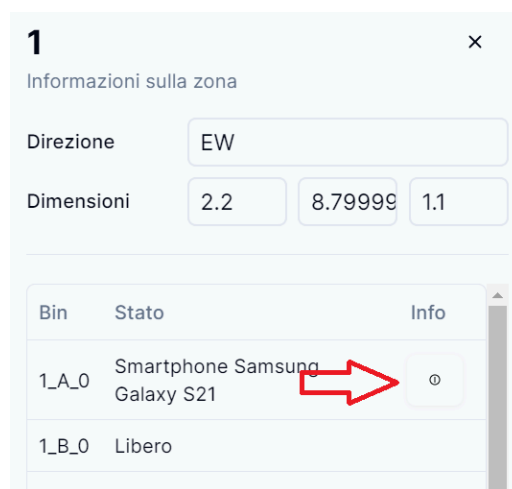 1
Informazioni sulla zona
Direzione EW
Dimensioni 2.2 8.79999 1.1
Bin Stato Info
1_A_0 Smartphone Samsung
Galaxy S21
1_B_0 Libero